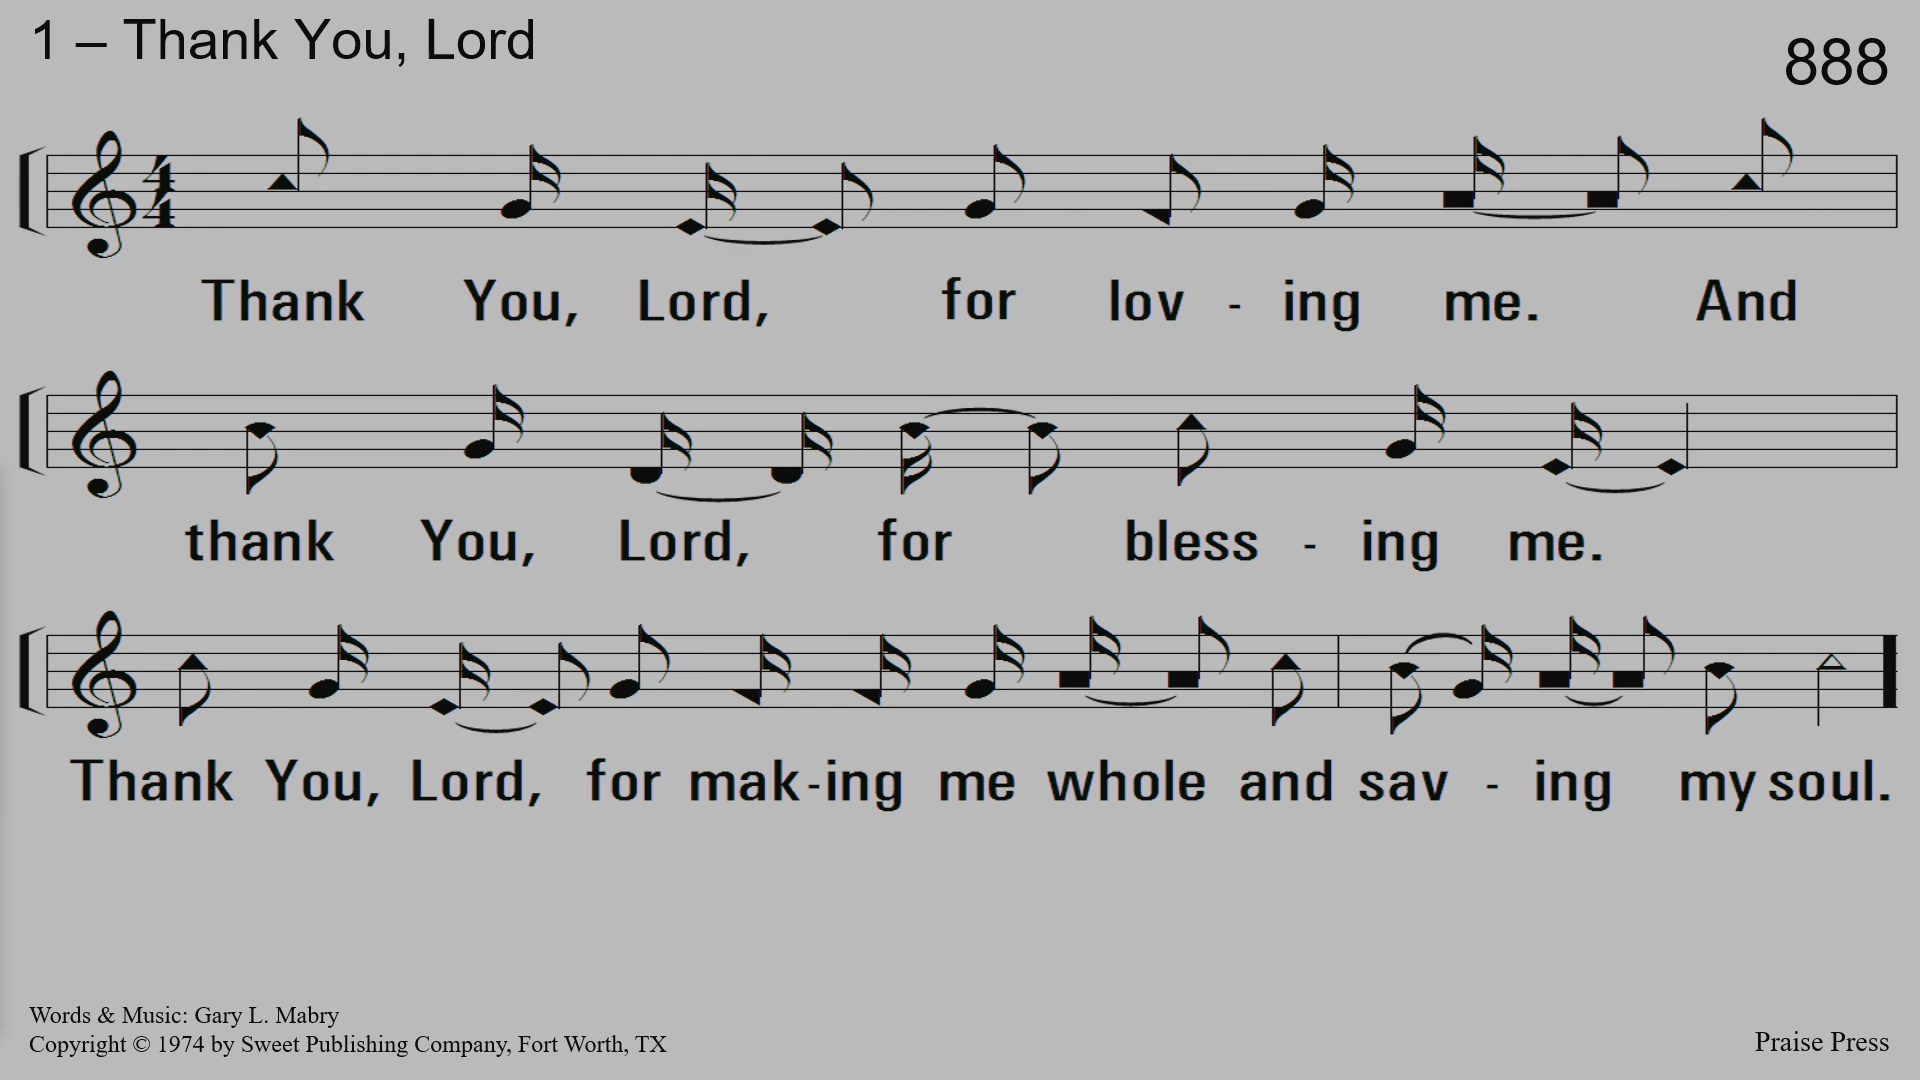 1 – Thank You, Lord
888
Thank You, Lord, for lov - ing me. And
thank You, Lord, for bless - ing me.
Thank You, Lord, for mak-ing me whole and sav - ing my soul.
Words & Music: Gary L. Mabry
Copyright © 1974 by Sweet Publishing Company, Fort Worth, TX
Praise Press